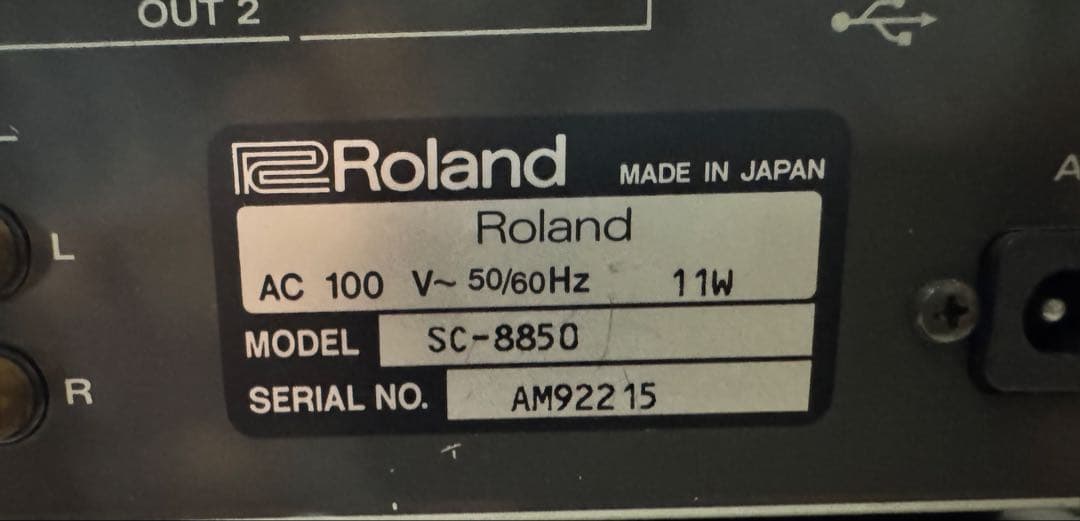 OUT 2
Roland MADE IN JAPAN
Roland
AC 100 V~ 50/60Hz 11W
MODEL SC-8850
SERIAL NO. AM92215
L
R
A